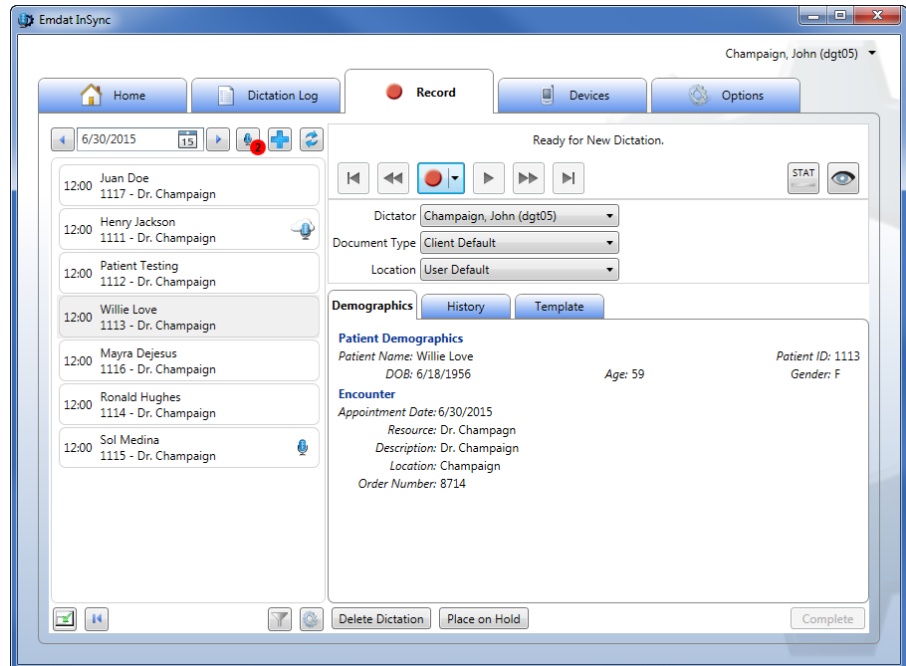 Emdat InSync
Champaign, John (dgt05)
Home
Dictation Log
Record
Devices
Options
6/30/2015
15
2
12:00 Juan Doe
1117 - Dr. Champaign
12:00 Henry Jackson
1111 - Dr. Champaign
12:00 Patient Testing
1112 - Dr. Champaign
12:00 Willie Love
1113 - Dr. Champaign
12:00 Mayra Dejesus
1116 - Dr. Champaign
12:00 Ronald Hughes
1114 - Dr. Champaign
12:00 Sol Medina
1115 - Dr. Champaign
Ready for New Dictation.
STAT
Dictator Champaign, John (dgt05)
Document Type Client Default
Location User Default
Demographics
History
Template
Patient Demographics
Patient Name: Willie Love Patient ID: 1113
DOB: 6/18/1956 Age: 59 Gender: F
Encounter
Appointment Date: 6/30/2015
Resource: Dr. Champagn
Description: Dr. Champaign
Location: Champaign
Order Number: 8714
Delete Dictation
Place on Hold
Complete